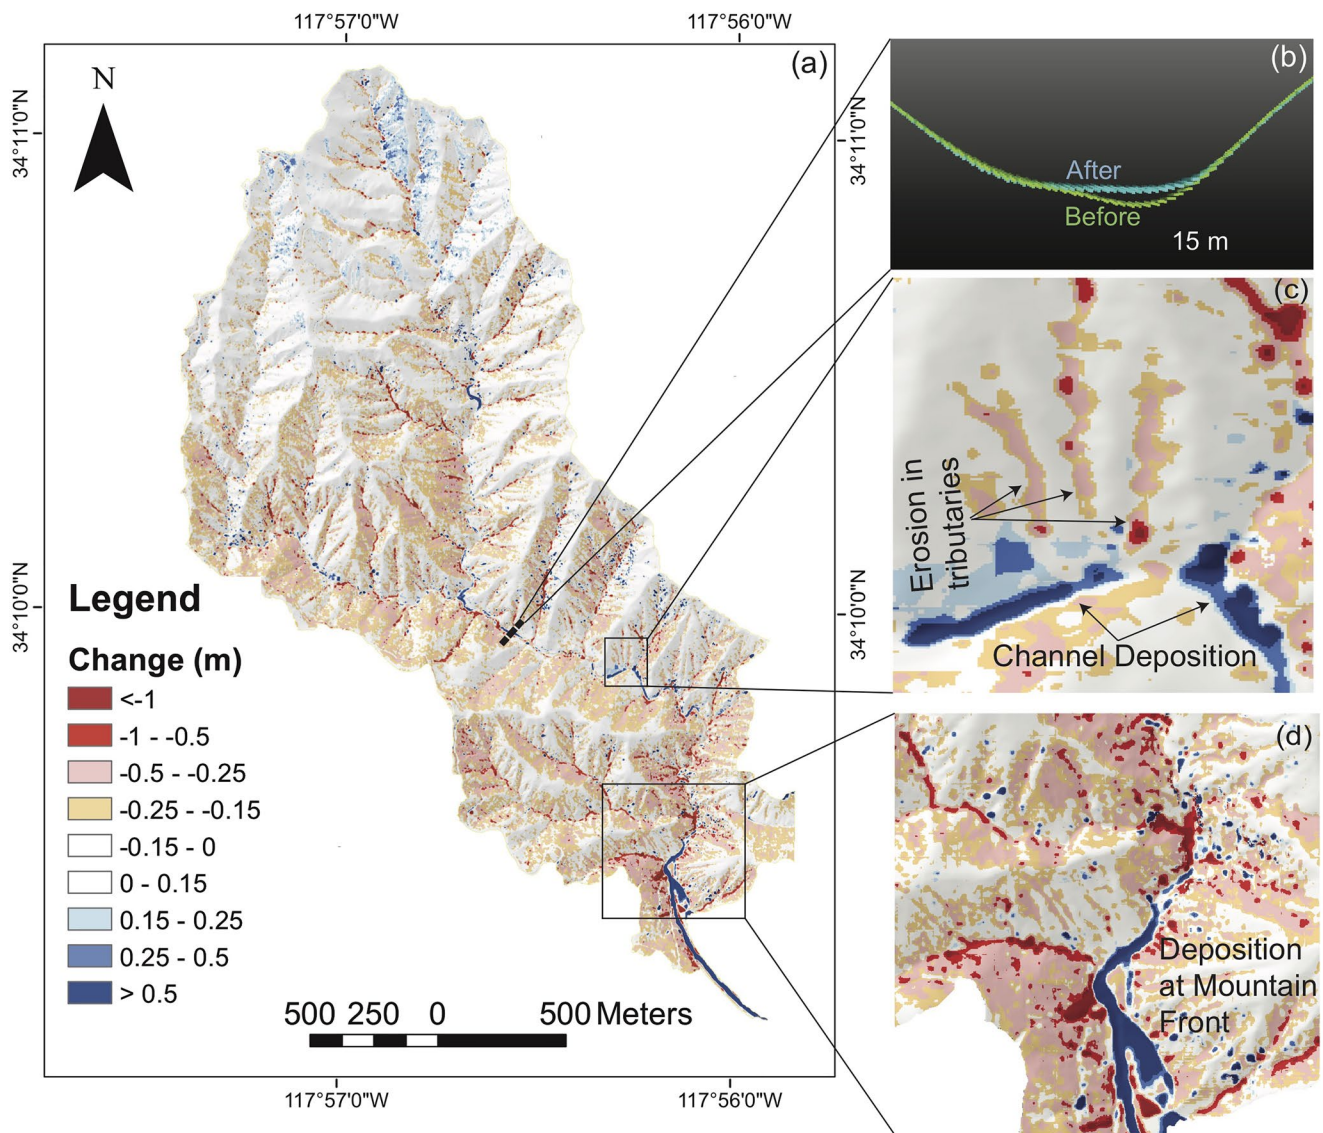 117°57'0"W
117°56'0"W
(a)
N
34°11'0"N
34°11'0"N
34°10'0"N
34°10'0"N
Legend
Change (m)
<-1
-1 - -0.5
-0.5 - -0.25
-0.25 - -0.15
-0.15 - 0
0 - 0.15
0.15 - 0.25
0.25 - 0.5
> 0.5
500 250 0 500 Meters
117°57'0"W
117°56'0"W
(b)
After
Before
15 m
(c)
Erosion in
tributaries
Channel Deposition
(d)
Deposition
at Mountain
Front